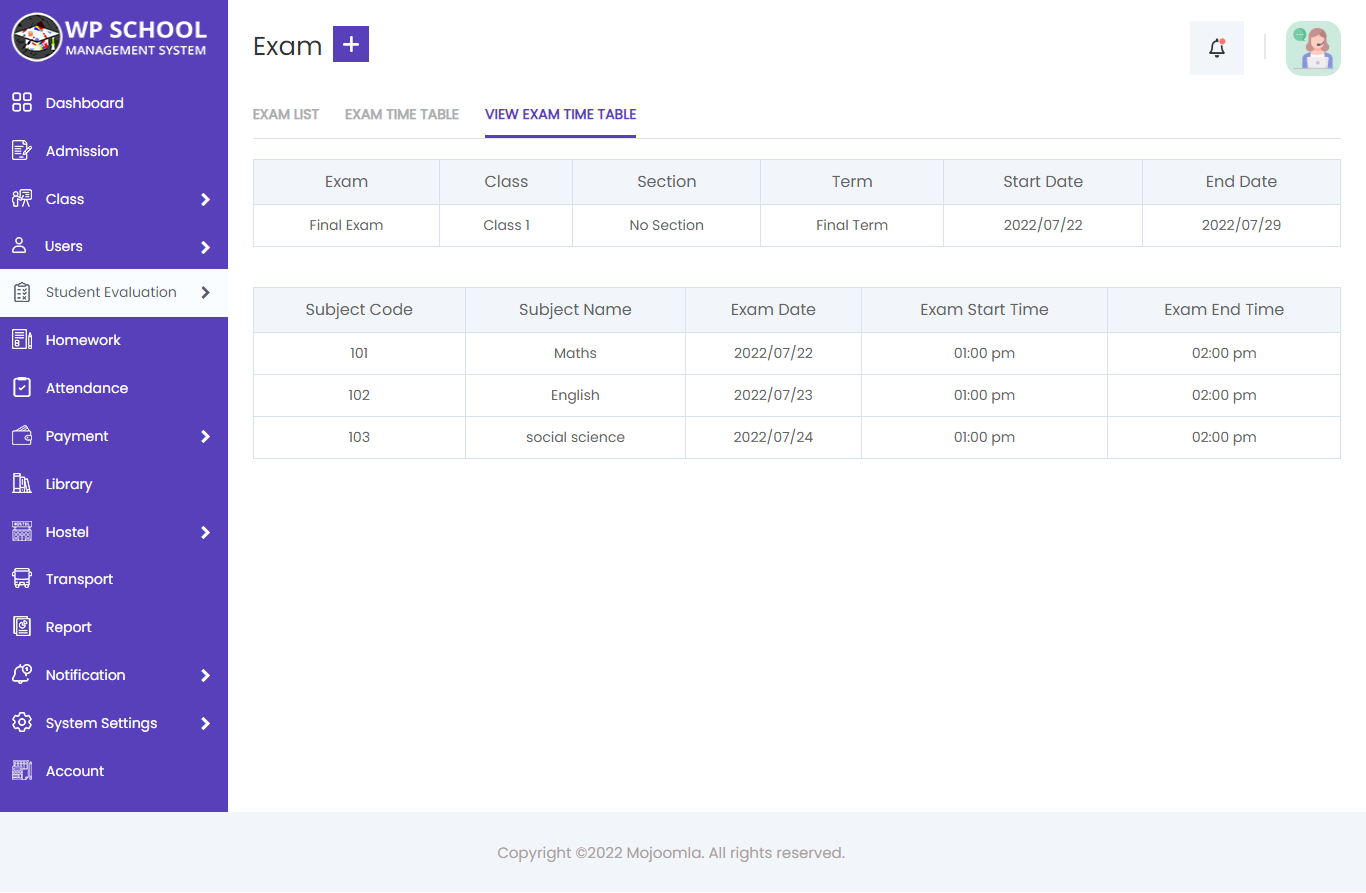 WP SCHOOL
MANAGEMENT SYSTEM
Dashboard
Admission
Class
Users
Student Evaluation
Homework
Attendance
Payment
Library
Hostel
Transport
Report
Notification
System Settings
Account
Exam +
EXAM LIST EXAM TIME TABLE VIEW EXAM TIME TABLE
Exam Class Section Term Start Date End Date
Final Exam Class 1 No Section Final Term 2022/07/22 2022/07/29
Subject Code Subject Name Exam Date Exam Start Time Exam End Time
101 Maths 2022/07/22 01:00 pm 02:00 pm
102 English 2022/07/23 01:00 pm 02:00 pm
103 social science 2022/07/24 01:00 pm 02:00 pm
Copyright ©2022 Mojoomla. All rights reserved.